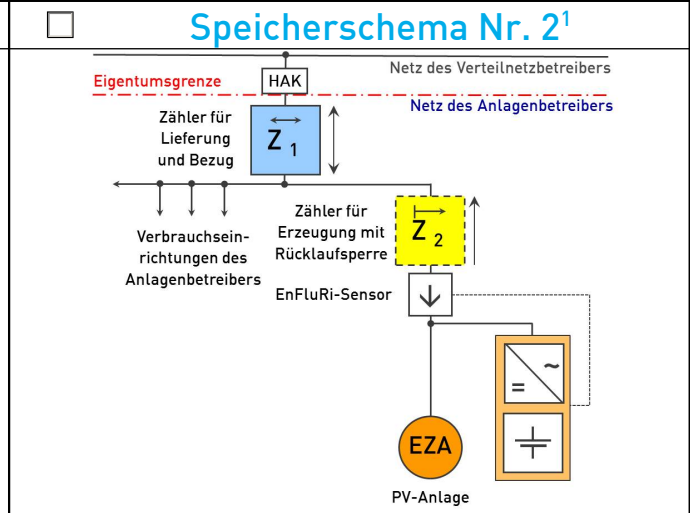 Speicherschema Nr. 2¹
Netz des Verteilnetzbetreibers
Eigentumsgrenze
HAK
Netz des Anlagenbetreibers
Zähler für
Lieferung
und Bezug
Z 1
Zähler für
Erzeugung mit
Rücklaufsperre
Z 2
Verbrauchsein-
richtungen des
Anlagenbetreibers
EnFluRi-Sensor
~
=
EZA
PV-Anlage